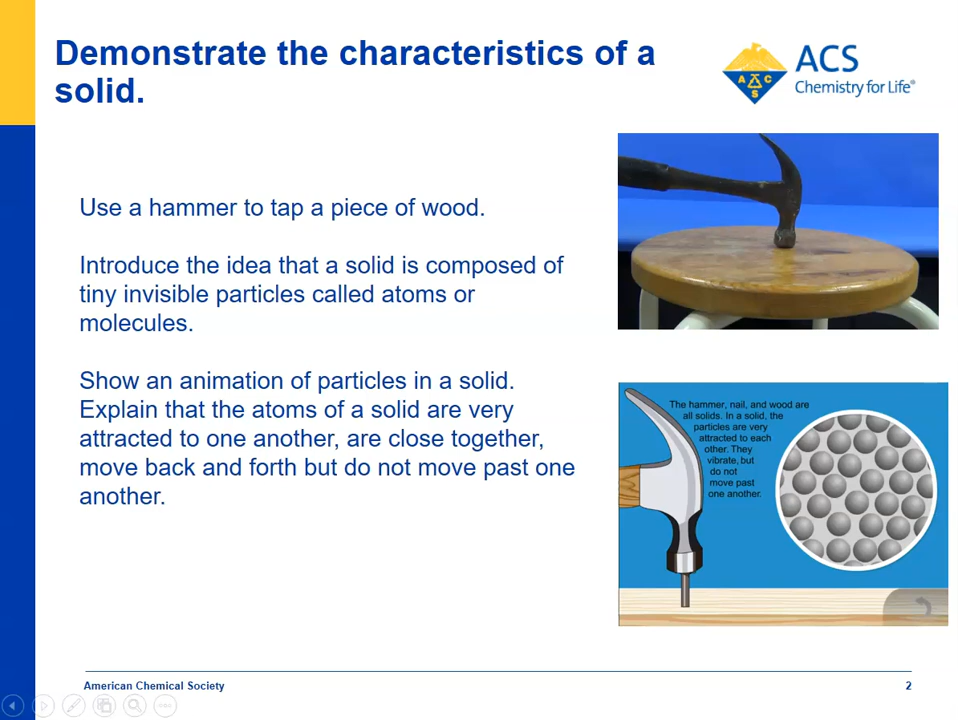 Demonstrate the characteristics of a
solid.
ACS
Chemistry for Life®
A C
S
Use a hammer to tap a piece of wood.
Introduce the idea that a solid is composed of
tiny invisible particles called atoms or
molecules.
Show an animation of particles in a solid.
Explain that the atoms of a solid are very
attracted to one another, are close together,
move back and forth but do not move past one
another.
The hammer, nail, and wood are
all solids. In a solid, the
particles are very
attracted to each
other. They
vibrate, but
do not
move past
one another.
American Chemical Society
2